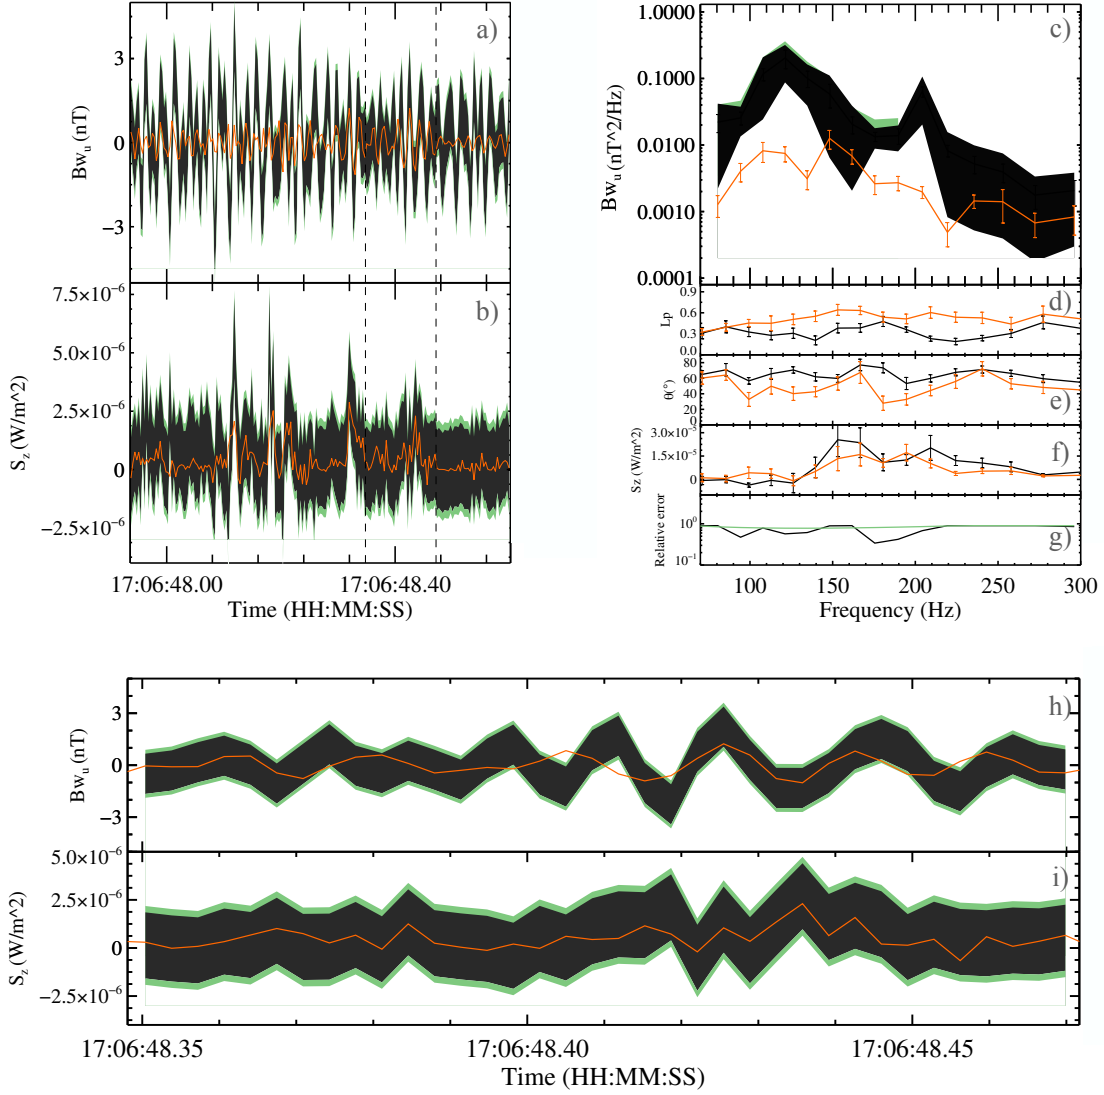 a)
3
0
−3
Bw_u (nT)
b)
7.5×10^-6
5.0×10^-6
2.5×10^-6
0
−2.5×10^-6
S_z (W/m^2)
17:06:48.00 17:06:48.40
Time (HH:MM:SS)
c)
1.0000
0.1000
0.0100
0.0010
0.0001
Bw_u (nT^2/Hz)
d)
0.9
0.6
0.3
0.0
Lp
e)
80
60
40
20
0
θ(°)
f)
3.0×10^-5
1.5×10^-5
0
Sz (W/m^2)
g)
10^0
10^-1
Relative error
100 150 200 250 300
Frequency (Hz)
h)
3
0
−3
Bw_u (nT)
i)
5.0×10^-6
2.5×10^-6
0
−2.5×10^-6
S_z (W/m^2)
17:06:48.35 17:06:48.40 17:06:48.45
Time (HH:MM:SS)